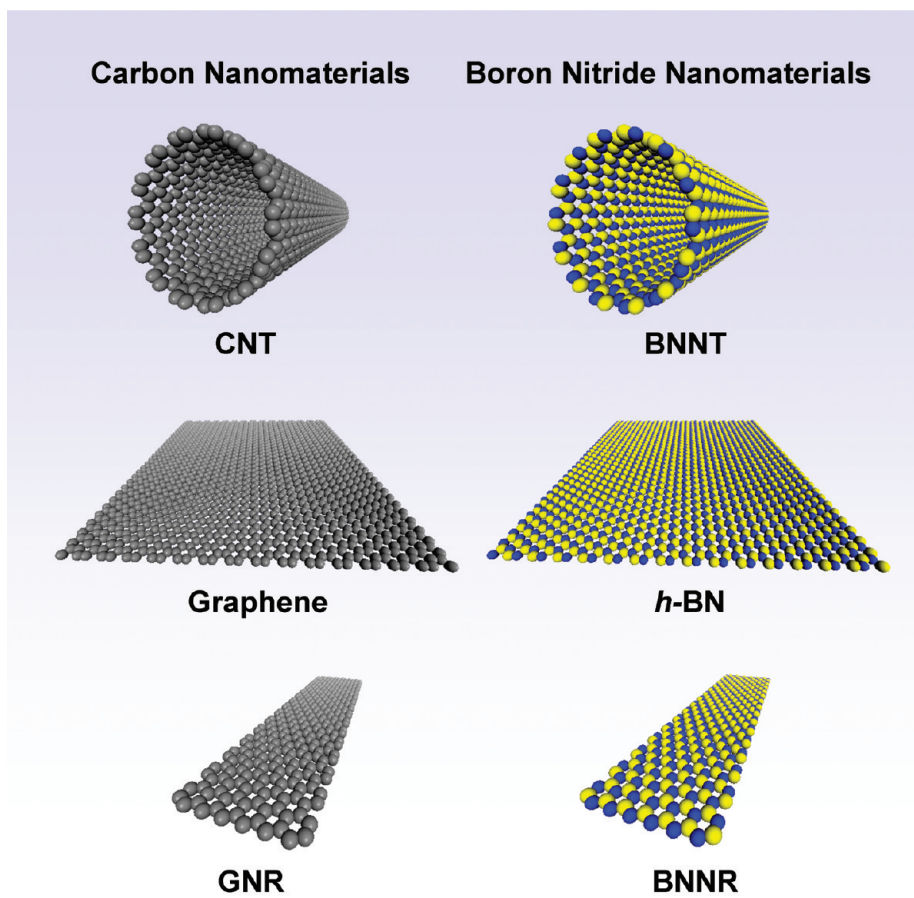 Carbon Nanomaterials
Boron Nitride Nanomaterials
CNT
BNNT
Graphene
h-BN
GNR
BNNR